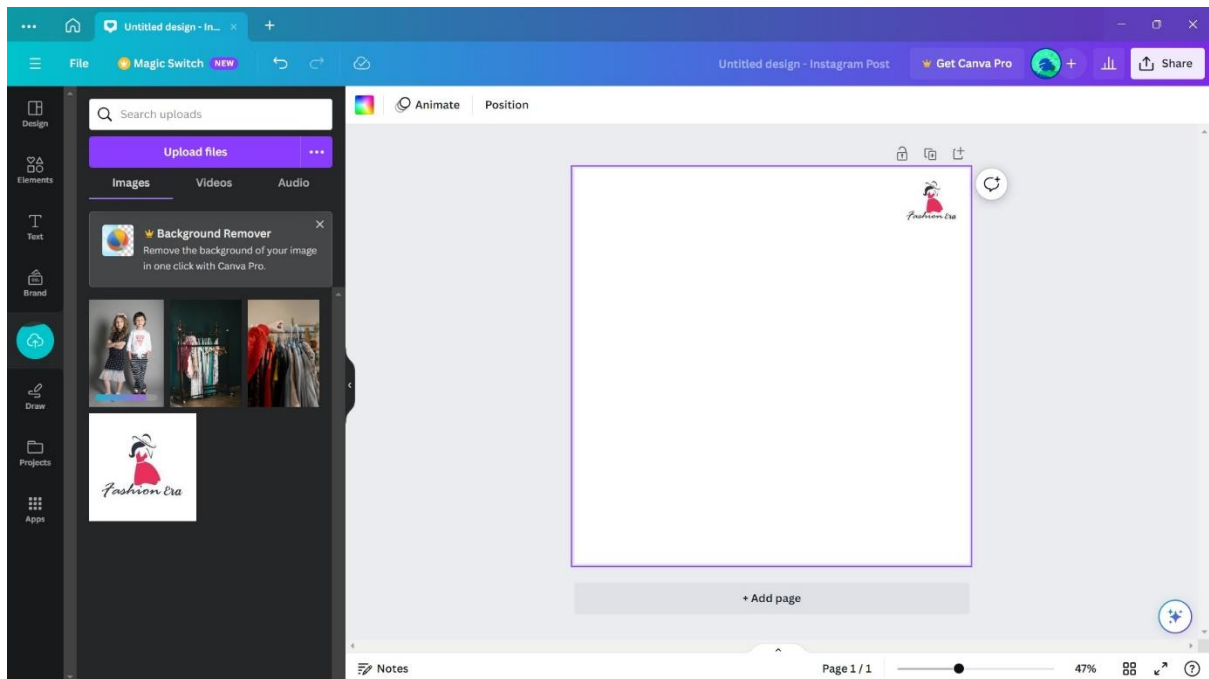 Untitled design - In...
File
Magic Switch NEW
Untitled design - Instagram Post
Get Canva Pro
Share
Design
Elements
Text
Brand
Draw
Projects
Apps
Search uploads
Upload files
Images Videos Audio
Background Remover
Remove the background of your image
in one click with Canva Pro.
Fashion Era
Animate Position
Fashion Era
+ Add page
Notes
Page 1 / 1
47%